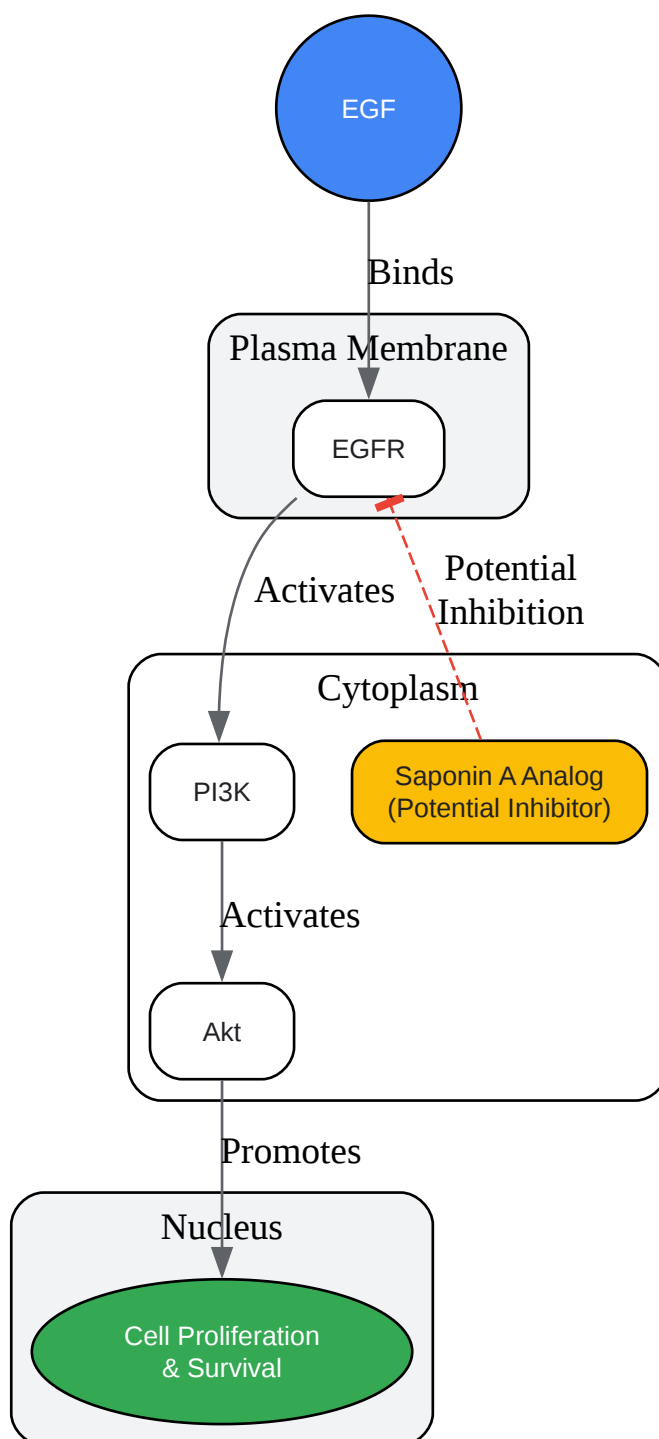 EGF
Binds
Plasma Membrane
EGFR
Activates
Potential
Inhibition
Cytoplasm
PI3K
Saponin A Analog
(Potential Inhibitor)
Activates
Akt
Promotes
Nucleus
Cell Proliferation
& Survival